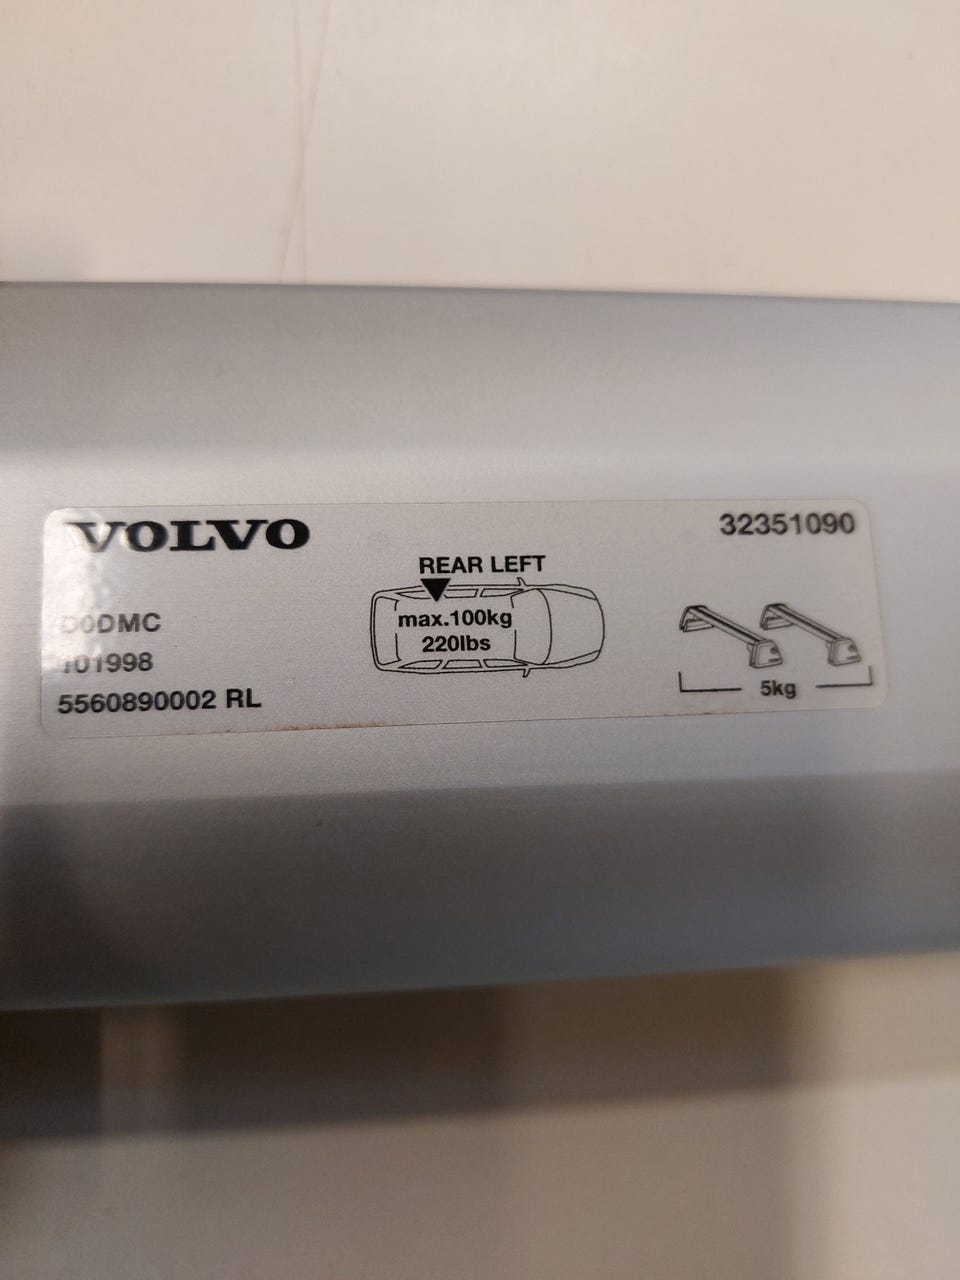 VOLVO
32351090
REAR LEFT
max.100kg
220lbs
D0DMC
101998
5560890002 RL
5kg